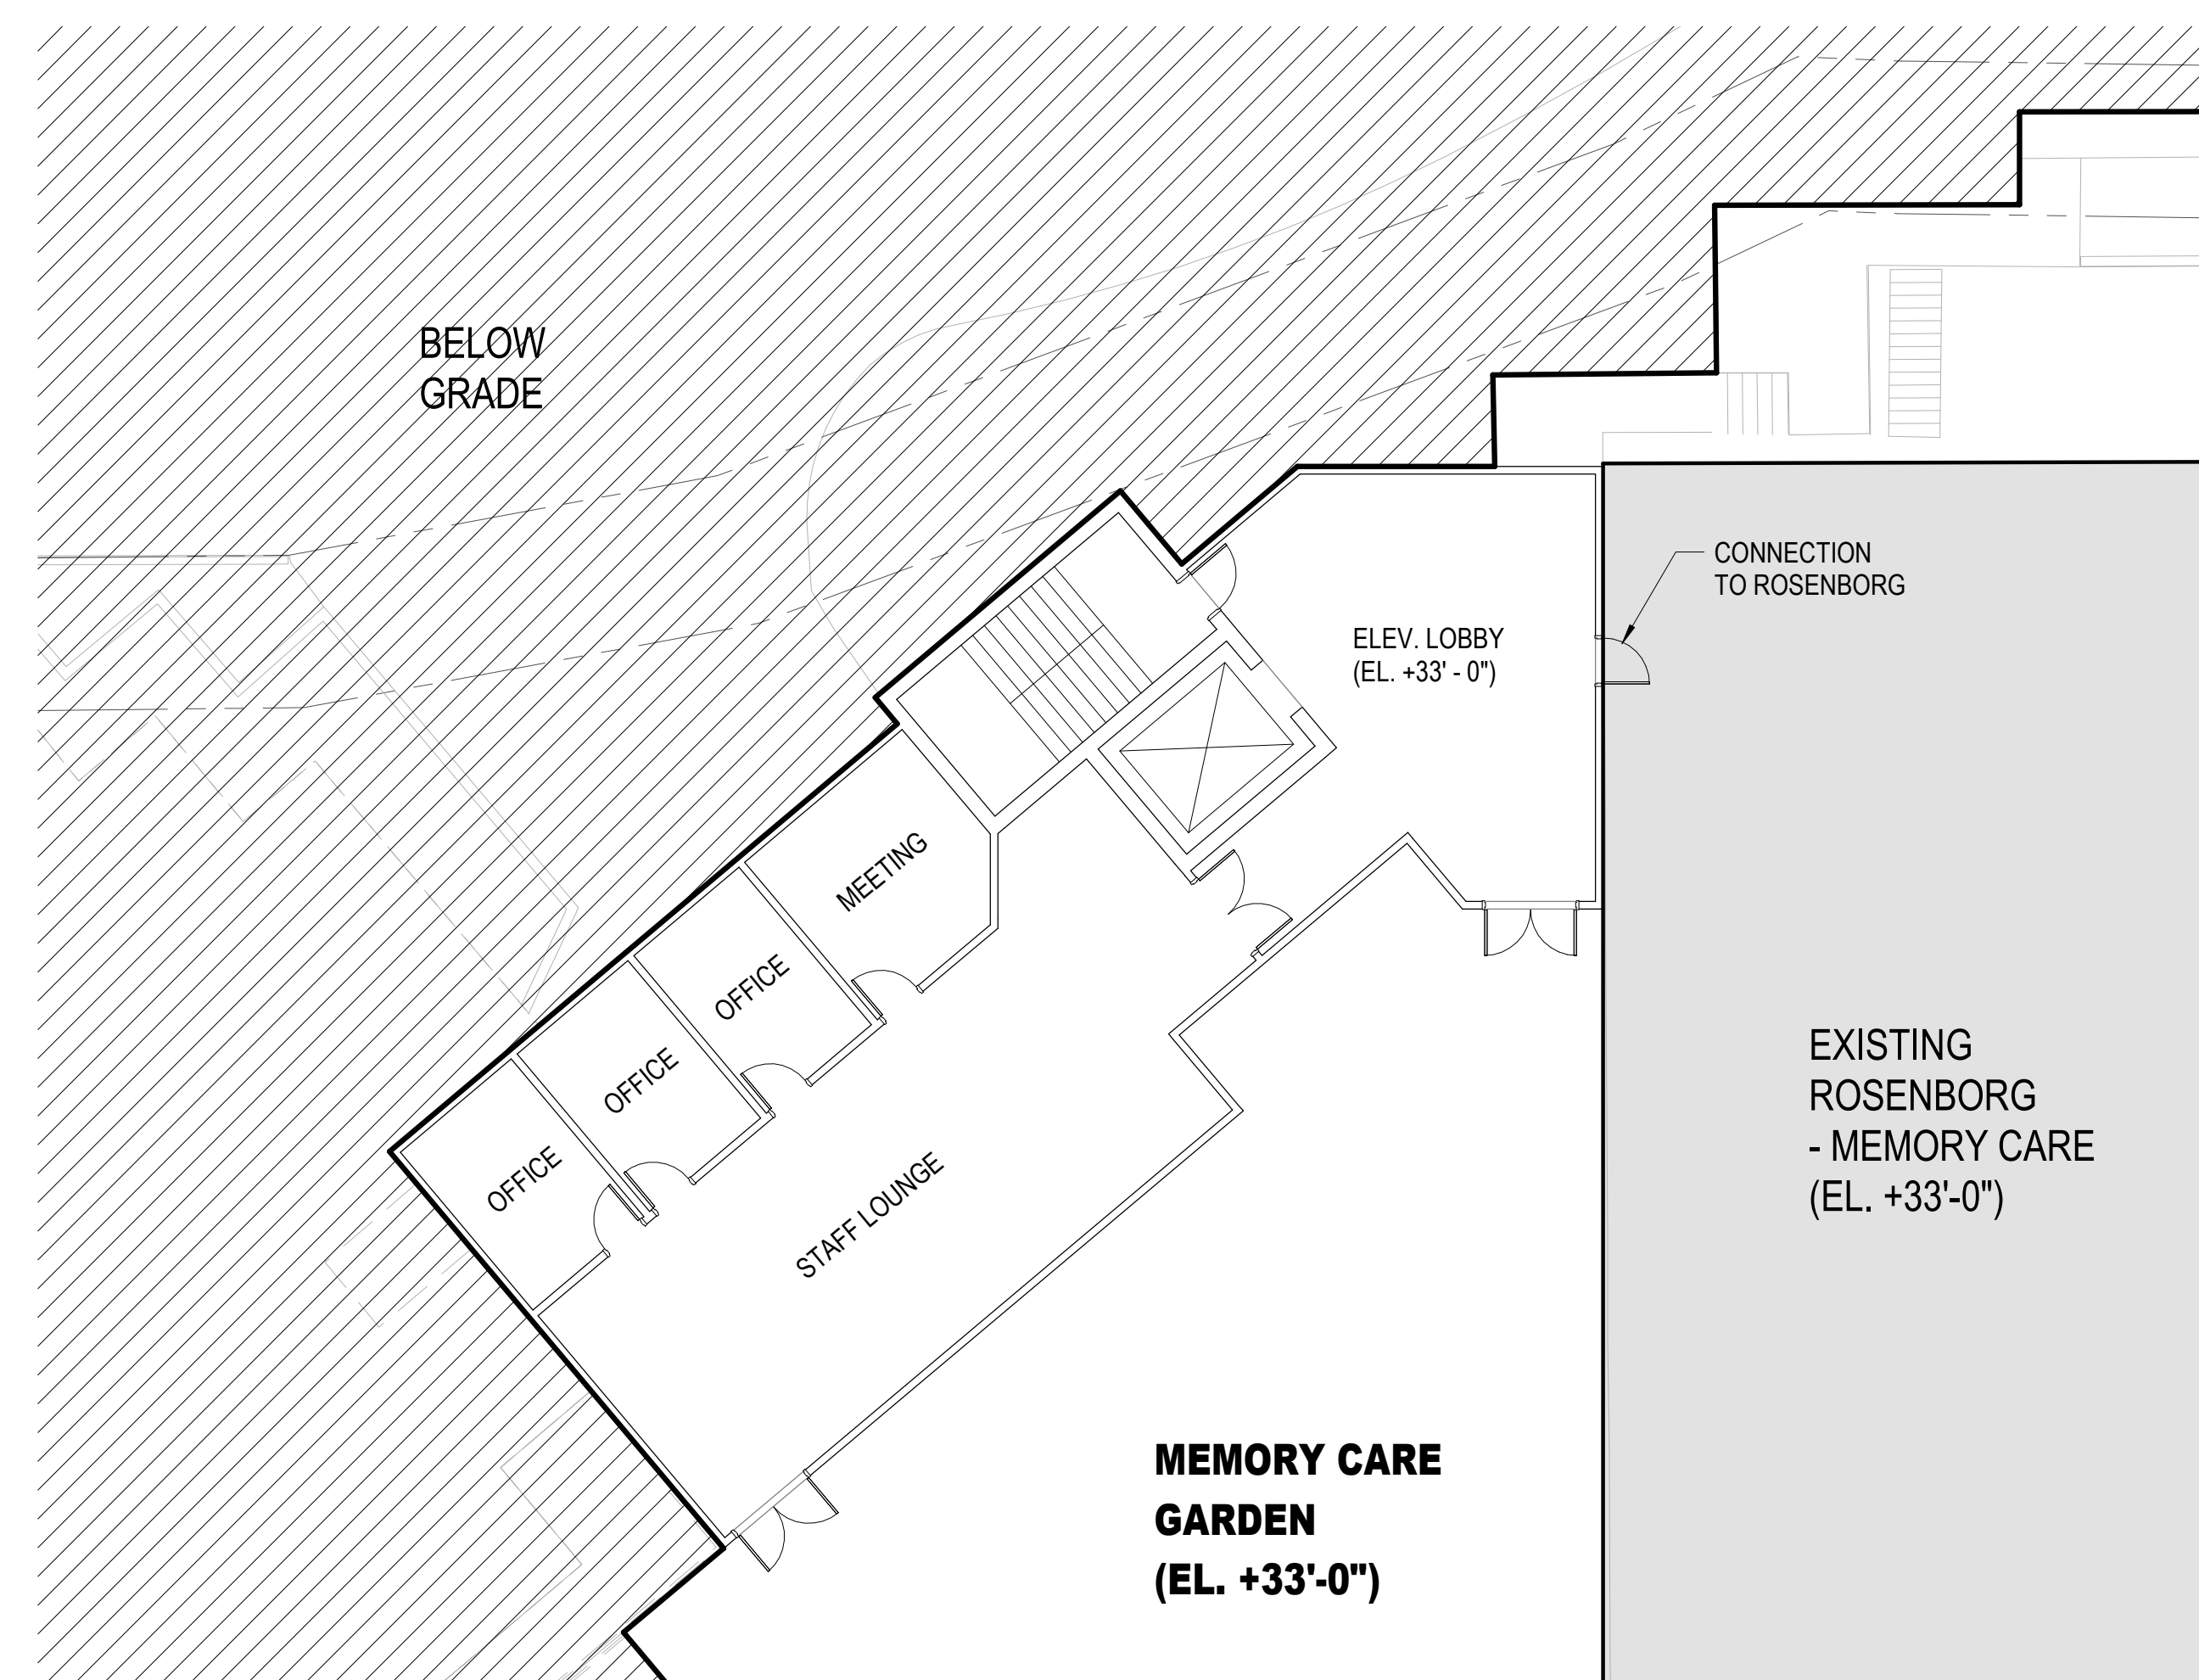 BELOW
GRADE
CONNECTION
TO ROSENBORG
ELEV. LOBBY
(EL. +33' - 0")
MEETING
OFFICE
OFFICE
OFFICE
STAFF LOUNGE
EXISTING
ROSENBORG
- MEMORY CARE
(EL. +33'-0")
MEMORY CARE
GARDEN
(EL. +33'-0")